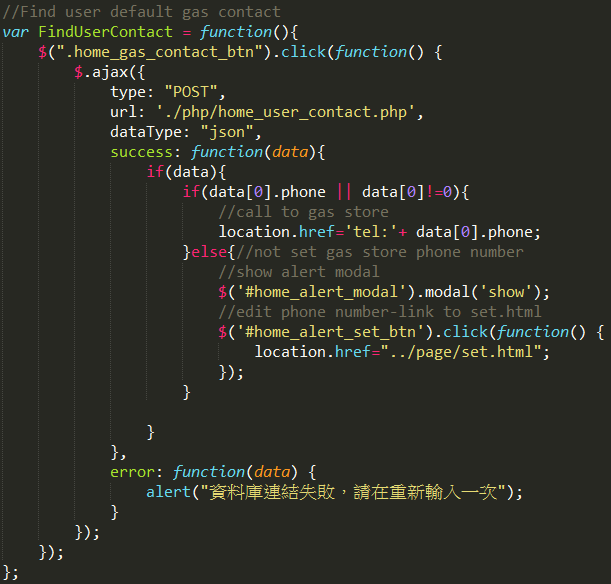 //Find user default gas contact
var FindUserContact = function(){
    $(".home_gas_contact_btn").click(function() {
        $.ajax({
            type: "POST",
            url: './php/home_user_contact.php',
            dataType: "json",
            success: function(data){
                if(data){
                    if(data[0].phone || data[0]!=0){
                        //call to gas store
                        location.href='tel:'+ data[0].phone;
                    }else{//not set gas store phone number
                        //show alert modal
                        $('#home_alert_modal').modal('show');
                        //edit phone number-link to set.html
                        $('#home_alert_set_btn').click(function() {
                            location.href="../page/set.html";
                        });
                    }

                }
            },
            error: function(data) {
                alert("資料庫連結失敗，請在重新輸入一次");
            }
        });
    });
};